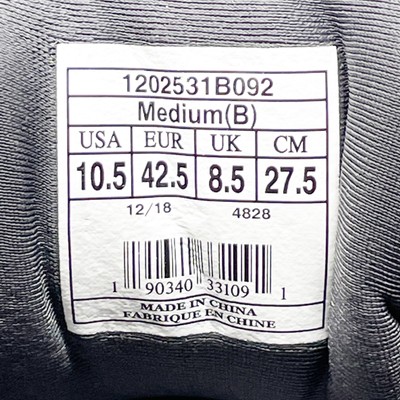 1202531B092
Medium(B)
USA EUR UK CM
10.5 42.5 8.5 27.5
12/18 4828
1 90340 33109 1
MADE IN CHINA
FABRIQUE EN CHINE